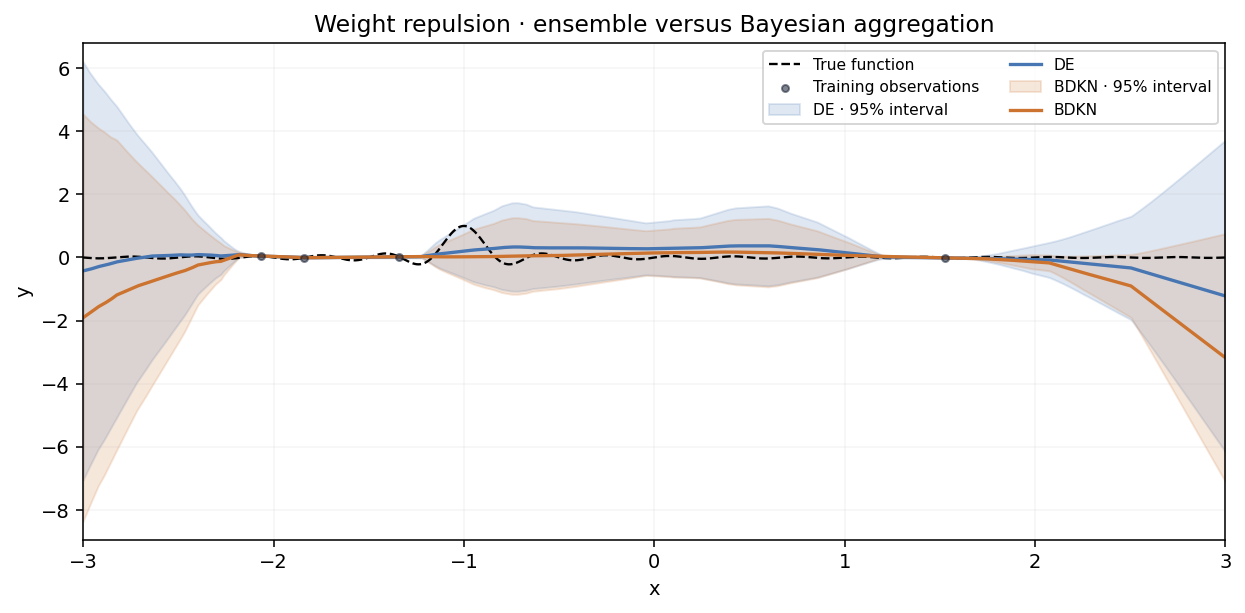 Weight repulsion · ensemble versus Bayesian aggregation
True function
Training observations
DE · 95% interval
DE
BDKN · 95% interval
BDKN
y
6
4
2
0
−2
−4
−6
−8
−3
−2
−1
0
1
2
3
x